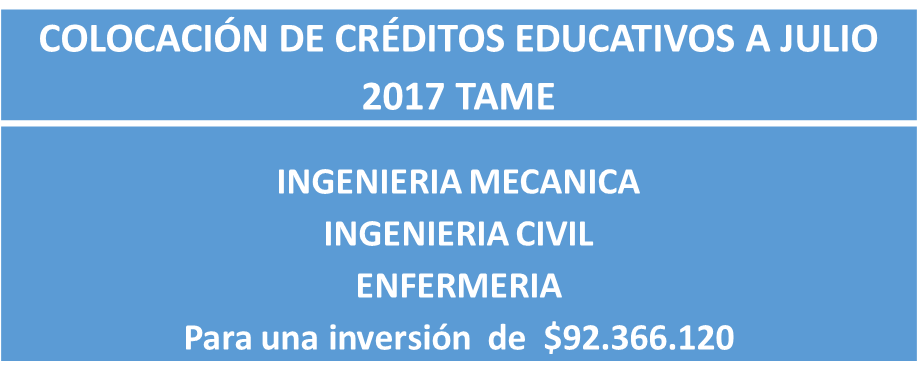 COLOCACIÓN DE CRÉDITOS EDUCATIVOS A JULIO
2017 TAME
INGENIERIA MECANICA
INGENIERIA CIVIL
ENFERMERIA
Para una inversión de $92.366.120